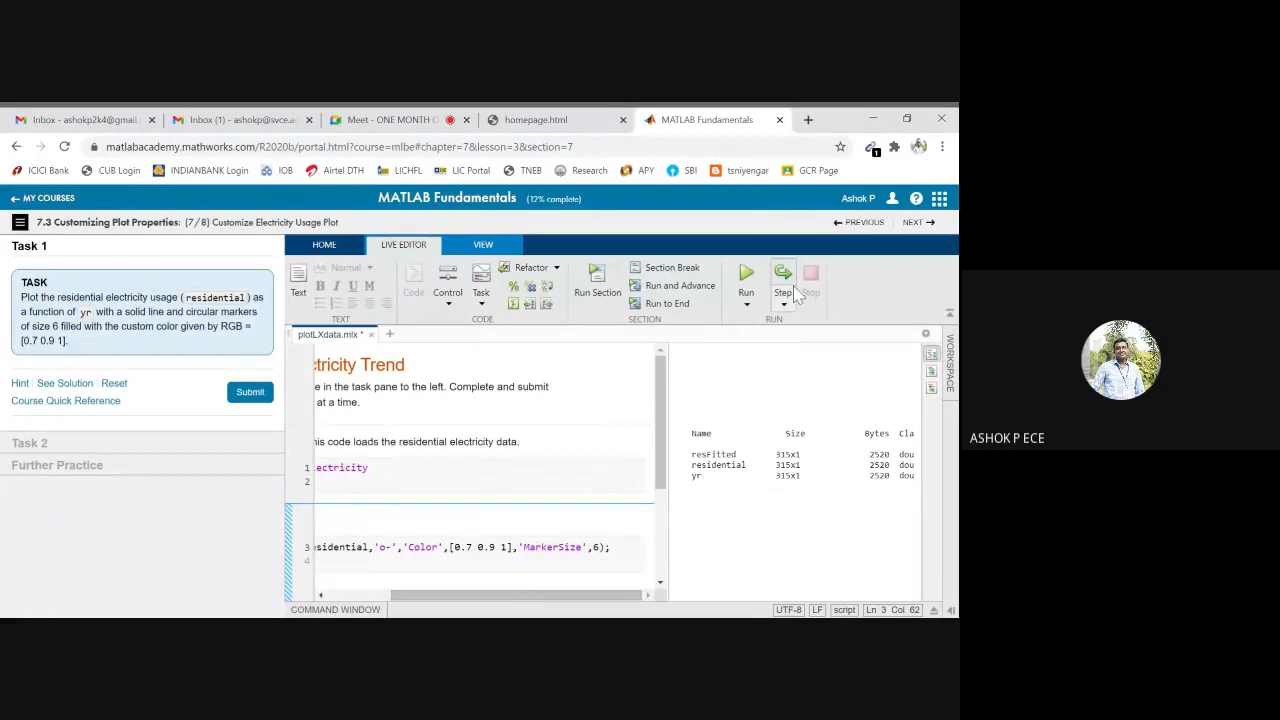 Inbox - ashokp2k4@gmail.
Inbox (1) - ashokp@svce.a
Meet - ONE MONTH
homepage.html
MATLAB Fundamentals
matlabacademy.mathworks.com/R2020b/portal.html?course=mlbe#chapter=7&lesson=3&section=7
1
ICICI Bank
CUB Login
INDIANBANK Login
IOB
Airtel DTH
LICHFL
LIC Portal
TNEB
Research
APY
SBI
tsniyengar
GCR Page
MY COURSES
MATLAB Fundamentals (12% complete)
Ashok P
7.3 Customizing Plot Properties: (7/8) Customize Electricity Usage Plot
PREVIOUS
NEXT
Task 1
TASK
Plot the residential electricity usage (residential) as
a function of yr with a solid line and circular markers
of size 6 filled with the custom color given by RGB =
[0.7 0.9 1].
Hint
See Solution
Reset
Course Quick Reference
Submit
Task 2
Further Practice
HOME
LIVE EDITOR
VIEW
Text
Aa
Normal
B I U M
TEXT
Code
Control
Task
Refactor
CODE
Run Section
Section Break
Run and Advance
Run to End
SECTION
Run
Step
Stop
RUN
plotLXdata.mlx *
ctricity Trend
e in the task pane to the left. Complete and submit
at a time.
his code loads the residential electricity data.
1 lectricity
2
3 esidential,'o-','Color',[0.7 0.9 1],'MarkerSize',6);
4
Name Size Bytes Cla
resFitted 315x1 2520 dou
residential 315x1 2520 dou
yr 315x1 2520 dou
WORKSPACE
COMMAND WINDOW
UTF-8
LF
script
Ln 3 Col 62
ASHOK P ECE